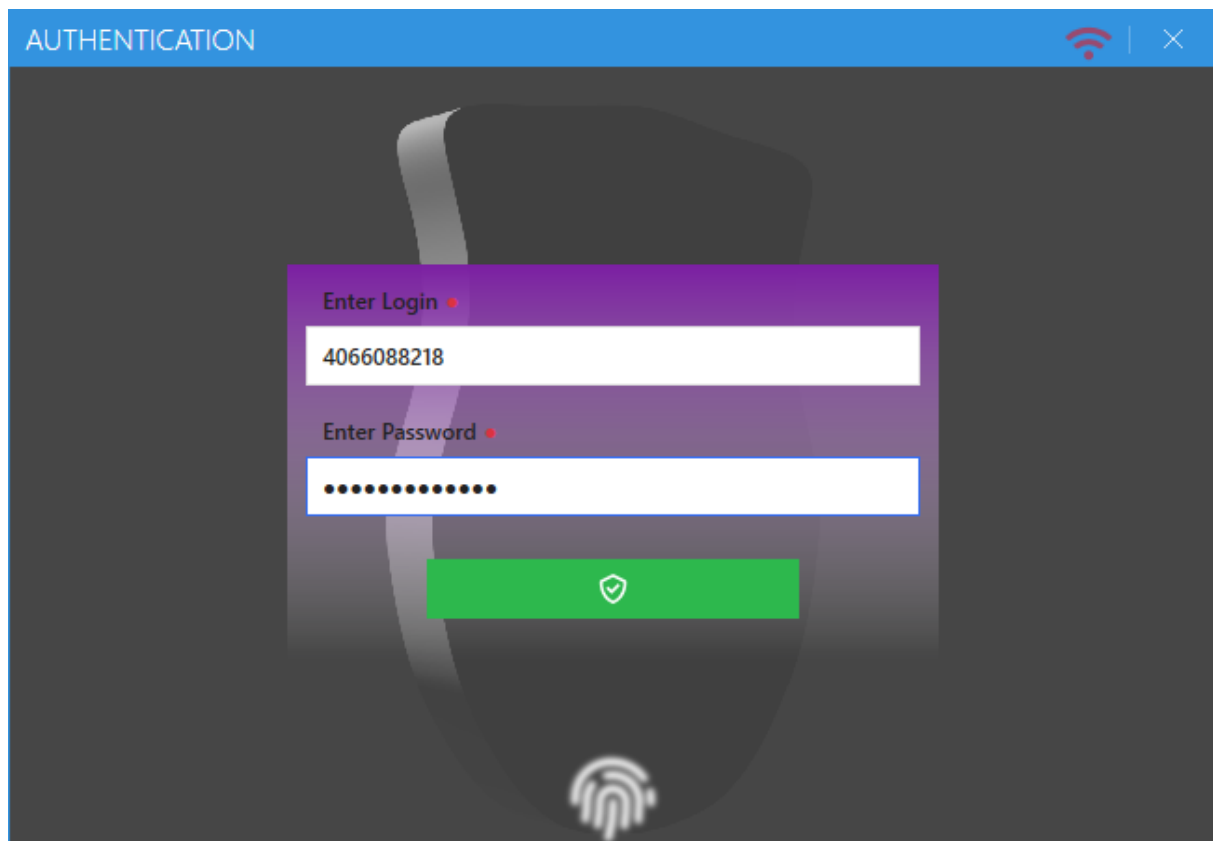 AUTHENTICATION
Enter Login
4066088218
Enter Password
•••••••••••••